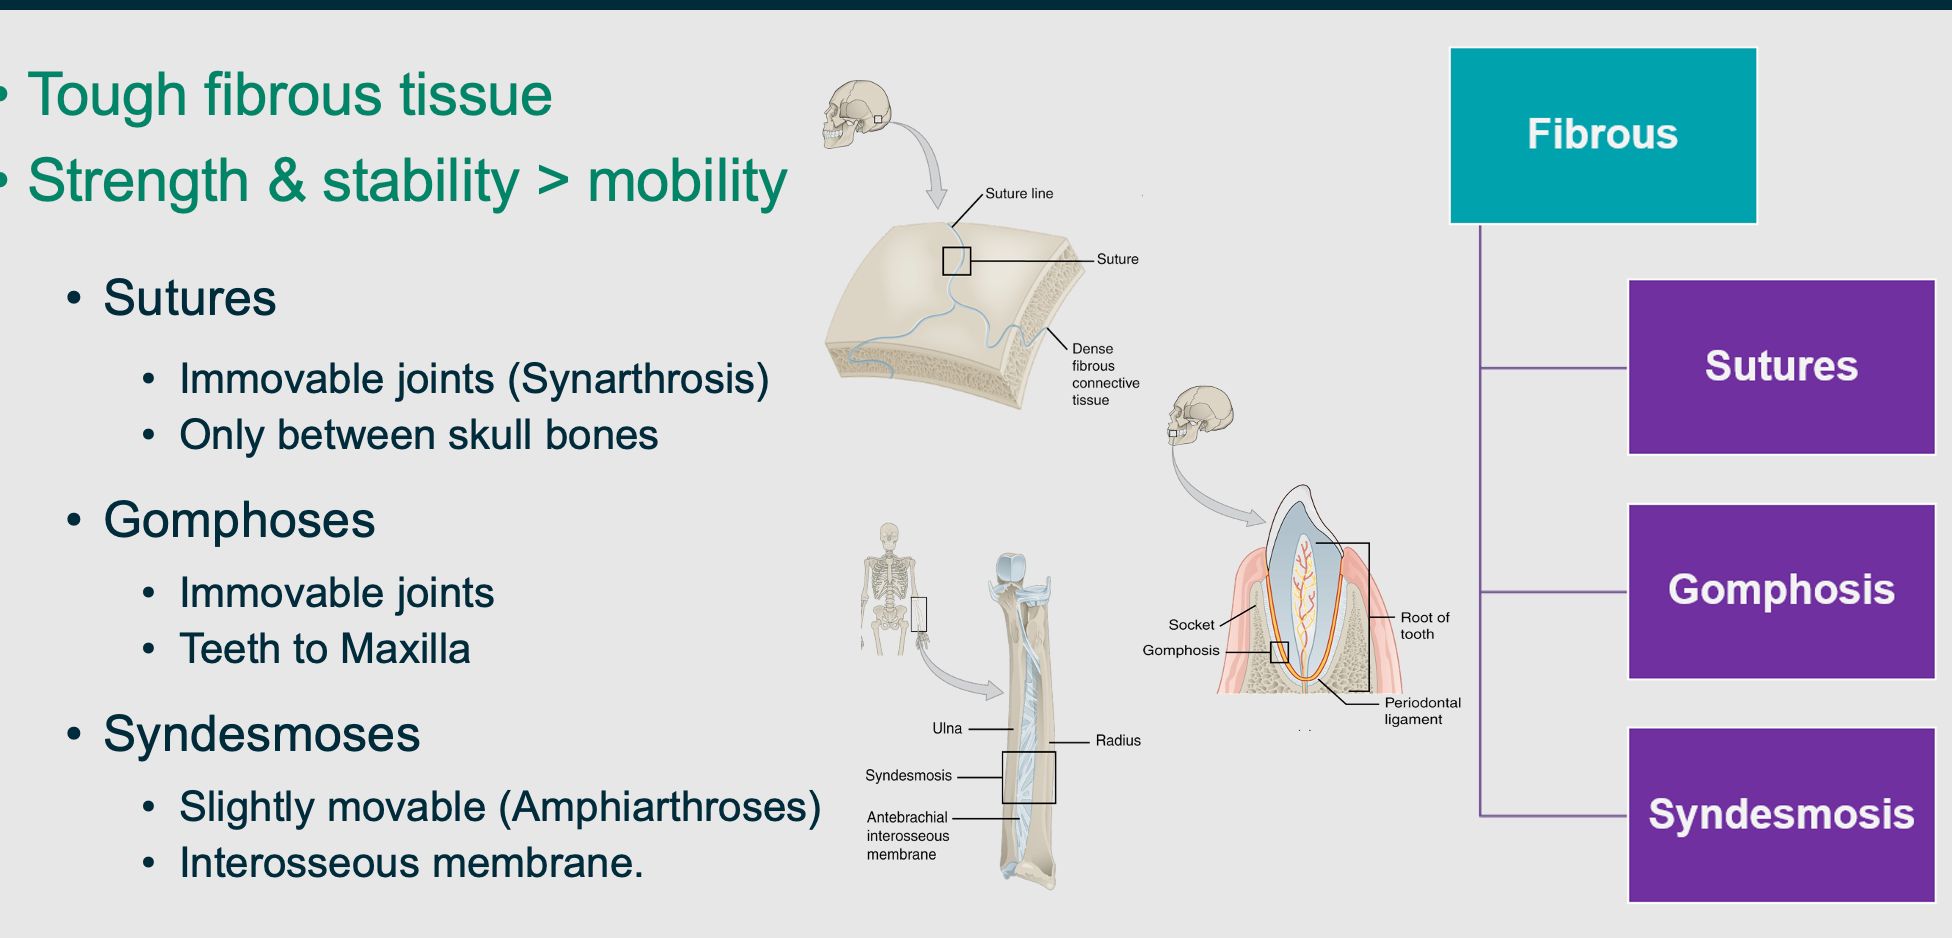 • Tough fibrous tissue
• Strength & stability > mobility
• Sutures
• Immovable joints (Synarthrosis)
• Only between skull bones
• Gomphoses
• Immovable joints
• Teeth to Maxilla
• Syndesmoses
• Slightly movable (Amphiarthroses)
• Interosseous membrane.
Suture line
Suture
Dense
fibrous
connective
tissue
Socket
Gomphosis
Root of
tooth
Periodontal
ligament
Ulna
Radius
Syndesmosis
Antebrachial
interosseous
membrane
Fibrous
Sutures
Gomphosis
Syndesmosis